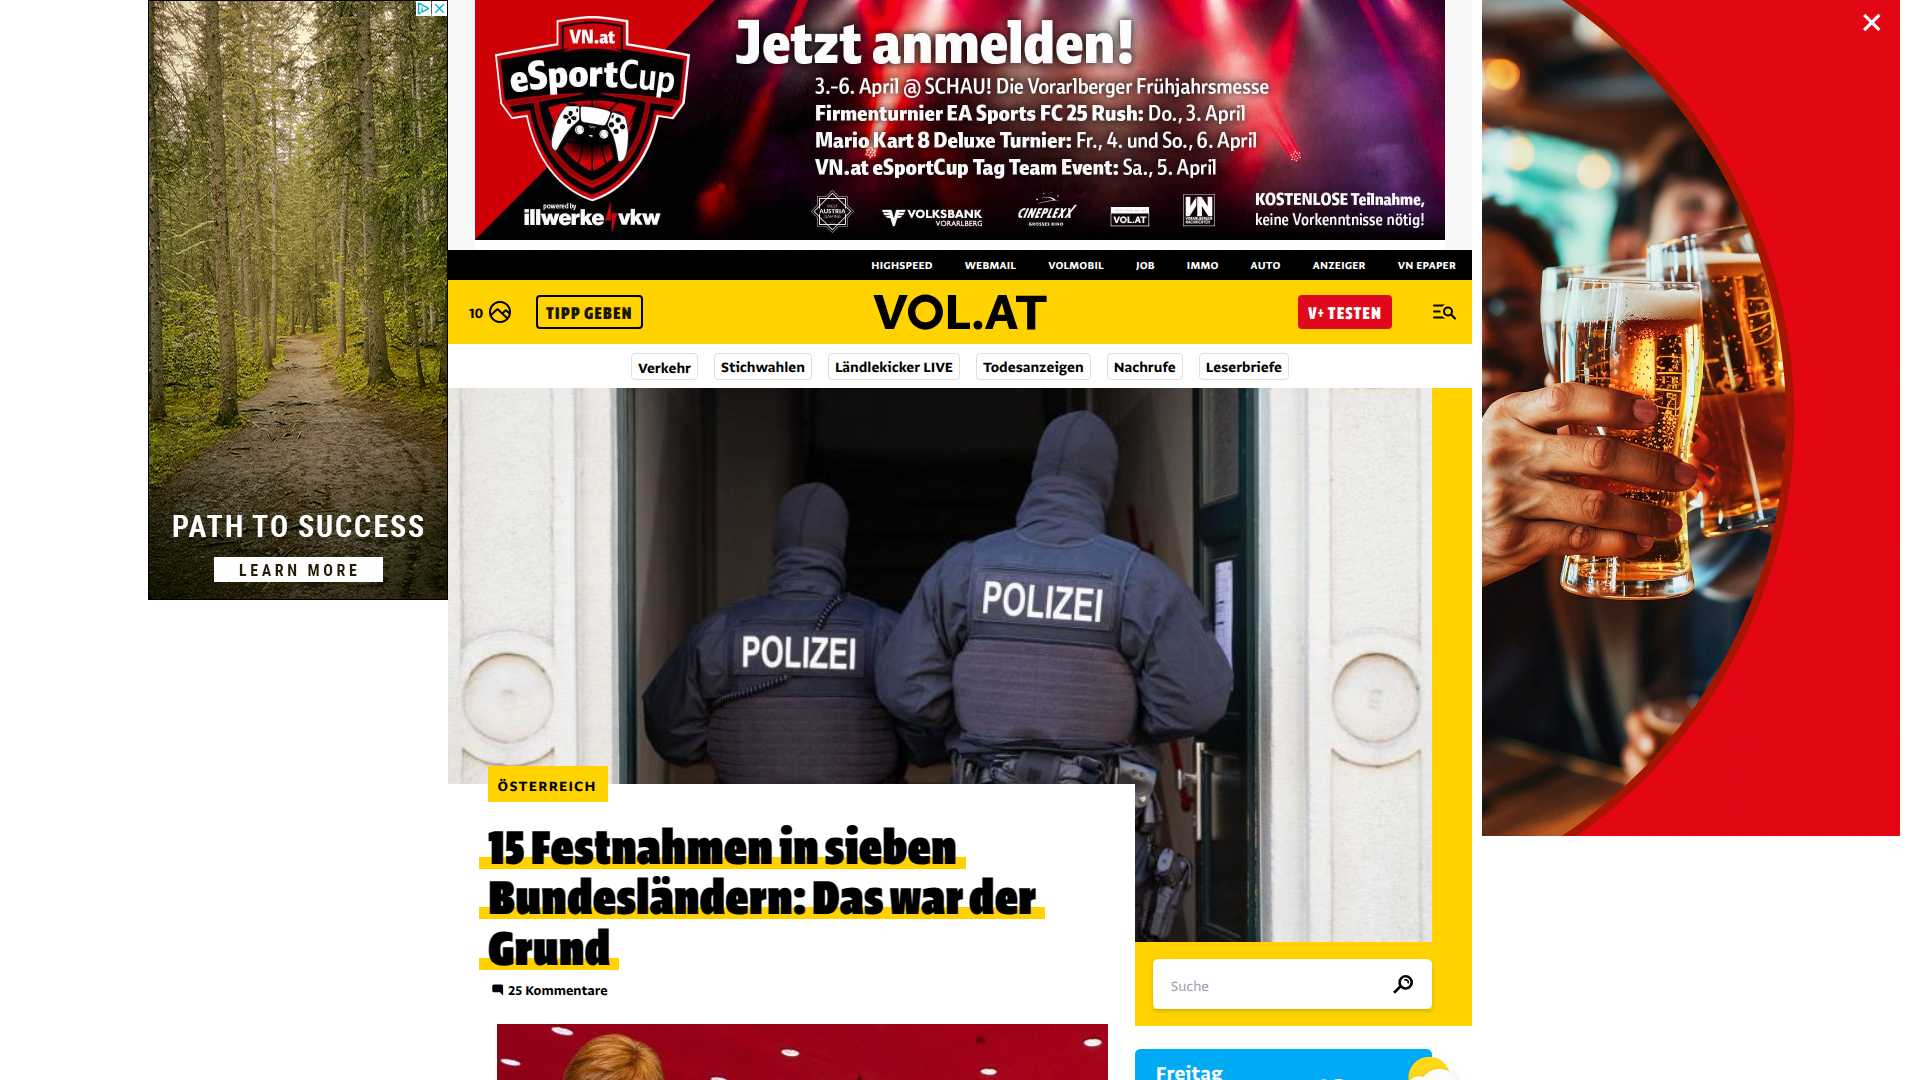 VN.at
eSportCup
powered by
illwerke vkw
Jetzt anmelden!
3.-6. April @ SCHAU! Die Vorarlberger Frühjahrsmesse
Firmenturnier EA Sports FC 25 Rush: Do., 3. April
Mario Kart 8 Deluxe Turnier: Fr., 4. und So., 6. April
VN.at eSportCup Tag Team Event: Sa., 5. April
AUSTRIA
VOLKSBANK
VORARLBERG
CINEPLEXX
GROSSES KINO
VOL.AT
VN
KOSTENLOSE Teilnahme,
keine Vorkenntnisse nötig!
PATH TO SUCCESS
LEARN MORE
HIGHSPEED WEBMAIL VOLMOBIL JOB IMMO AUTO ANZEIGER VN EPAPER
10 TIPP GEBEN VOL.AT V+ TESTEN
Verkehr Stichwahlen Ländlekicker LIVE Todesanzeigen Nachrufe Leserbriefe
POLIZEI
POLIZEI
ÖSTERREICH
15 Festnahmen in sieben
Bundesländern: Das war der
Grund
25 Kommentare
Suche
Freitag